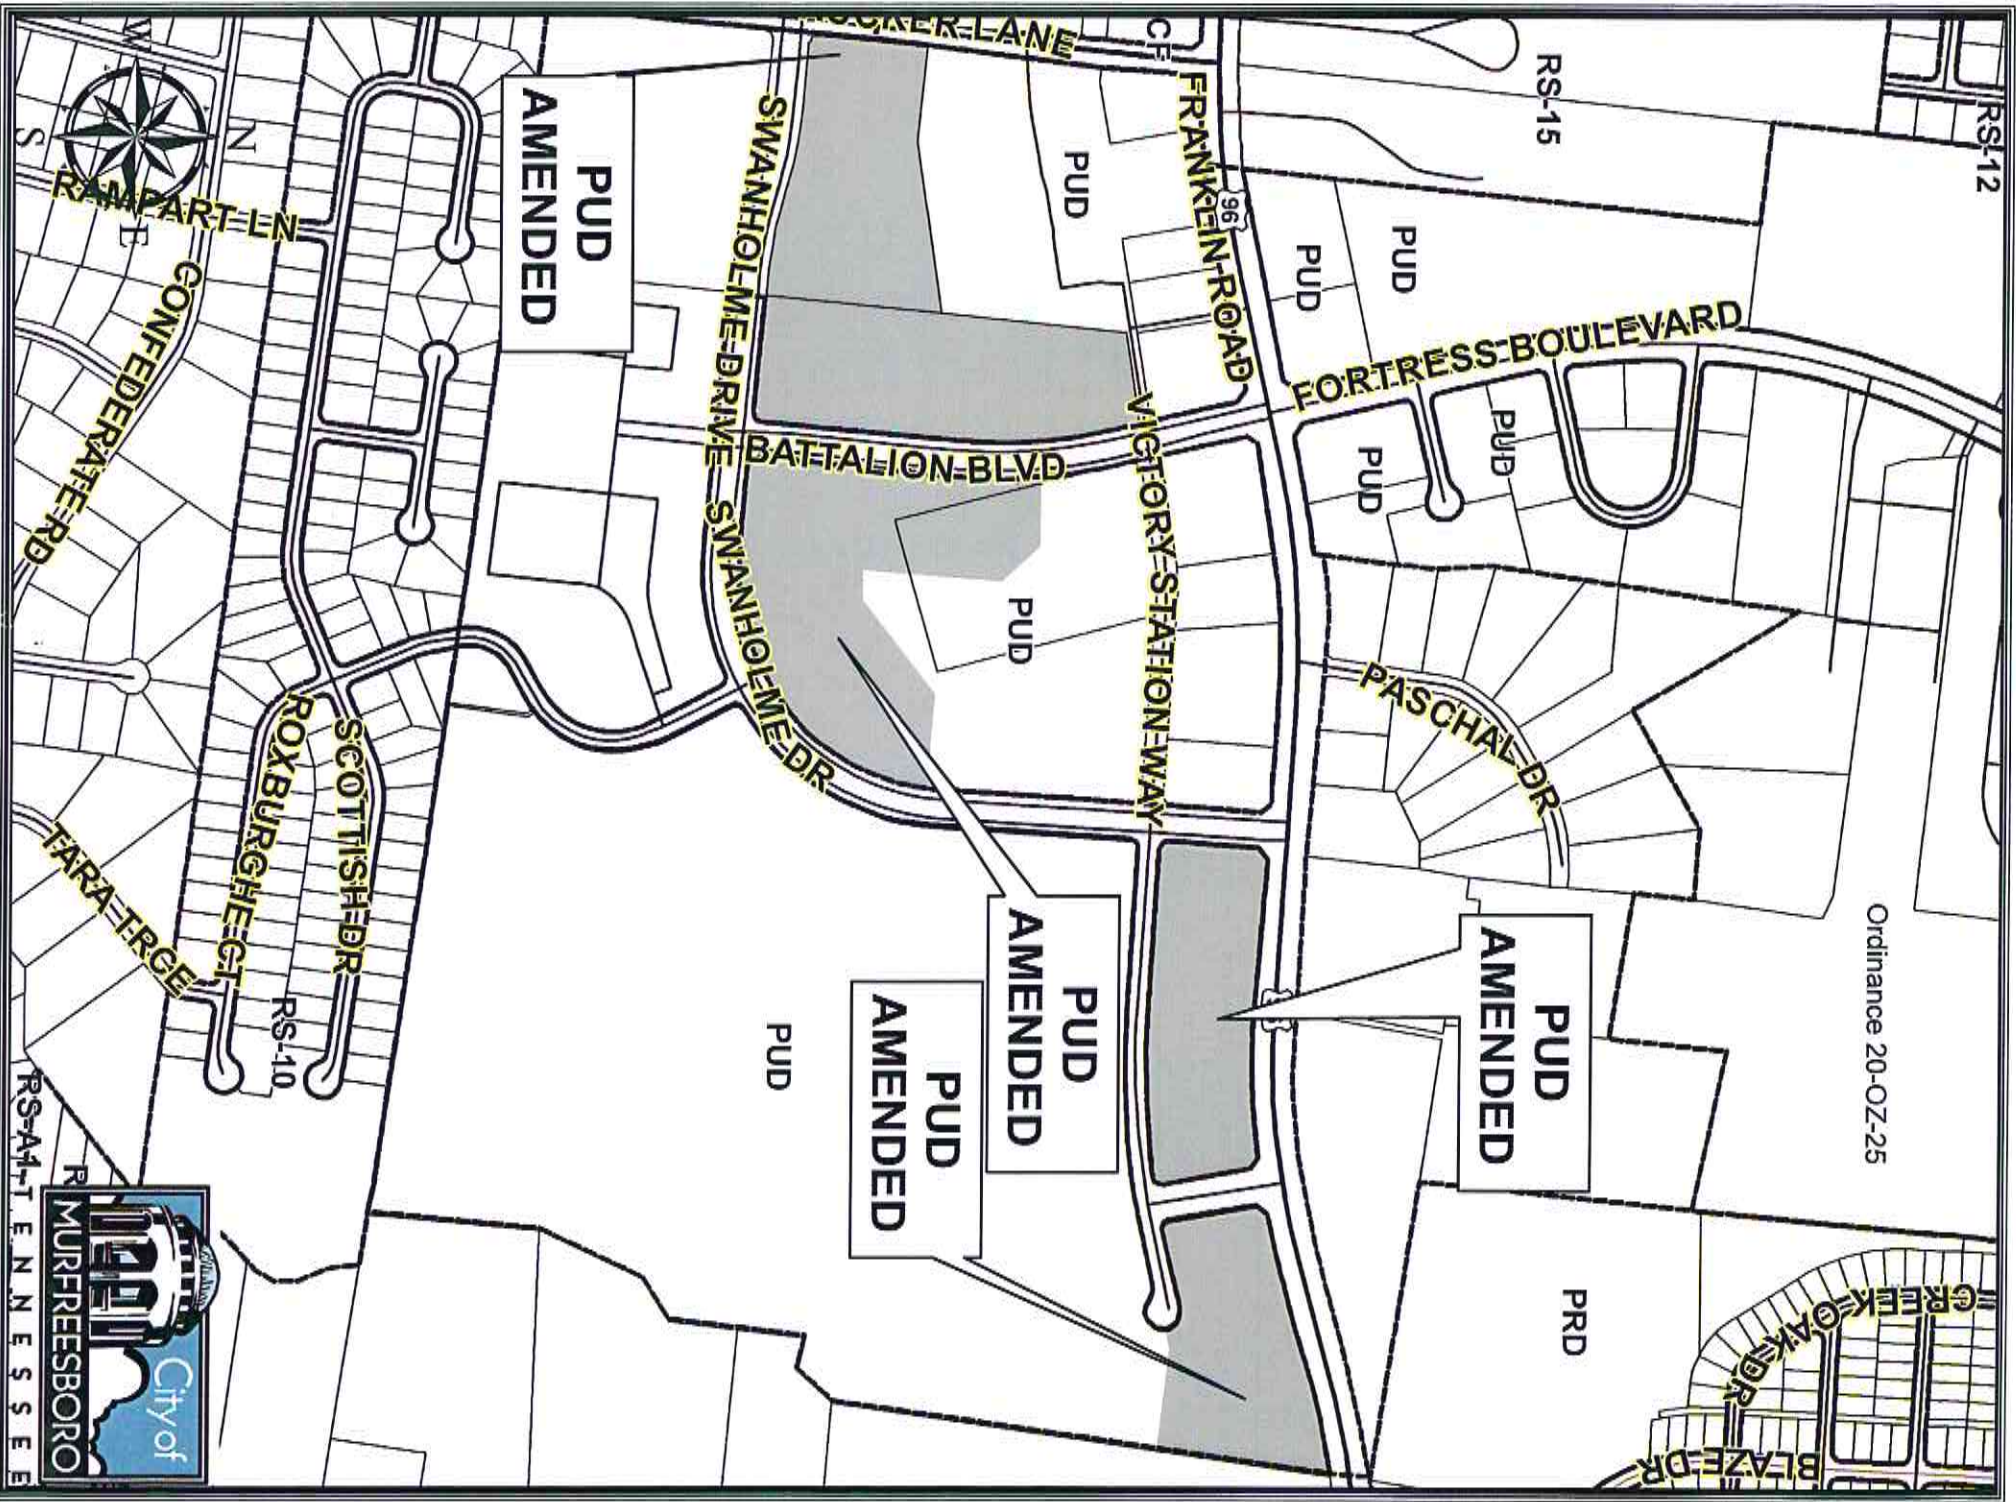 RS-12
RS-15
CF
FRANKLIN ROAD
96
PUD
PUD
PUD
FORTRESS BOULEVARD
PUD
PUD
PASCHAL DR
Ordinance 20-OZ-25
PUD
AMENDED
PRD
CREEK OAK DR
BLAZE DR
LANE
SWANHOLME DRIVE
BATTALION BLVD
VICTORY STATION WAY
PUD
SWANHOLME DR
PUD
AMENDED
PUD
AMENDED
PUD
AMENDED
PUD
N
W
E
S
RAMPART LN
CONFEDERATE RD
SCOTTISH DR
ROXBURGHE CT
TARA TRCE
RS-10
RS-A1
R
City of
MURFREESBORO
TENNESSEE